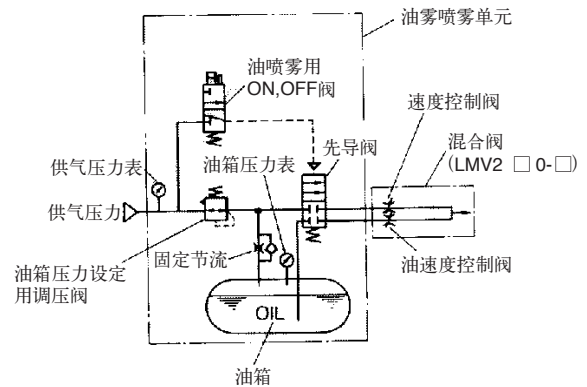 油雾喷雾单元
油喷雾用
ON,OFF阀
速度控制阀
先导阀
混合阀
(LMV2 □ 0-□)
供气压力表
油箱压力表
供气压力
固定节流
油速度控制阀
油箱压力设定
用调压阀
OIL
油箱